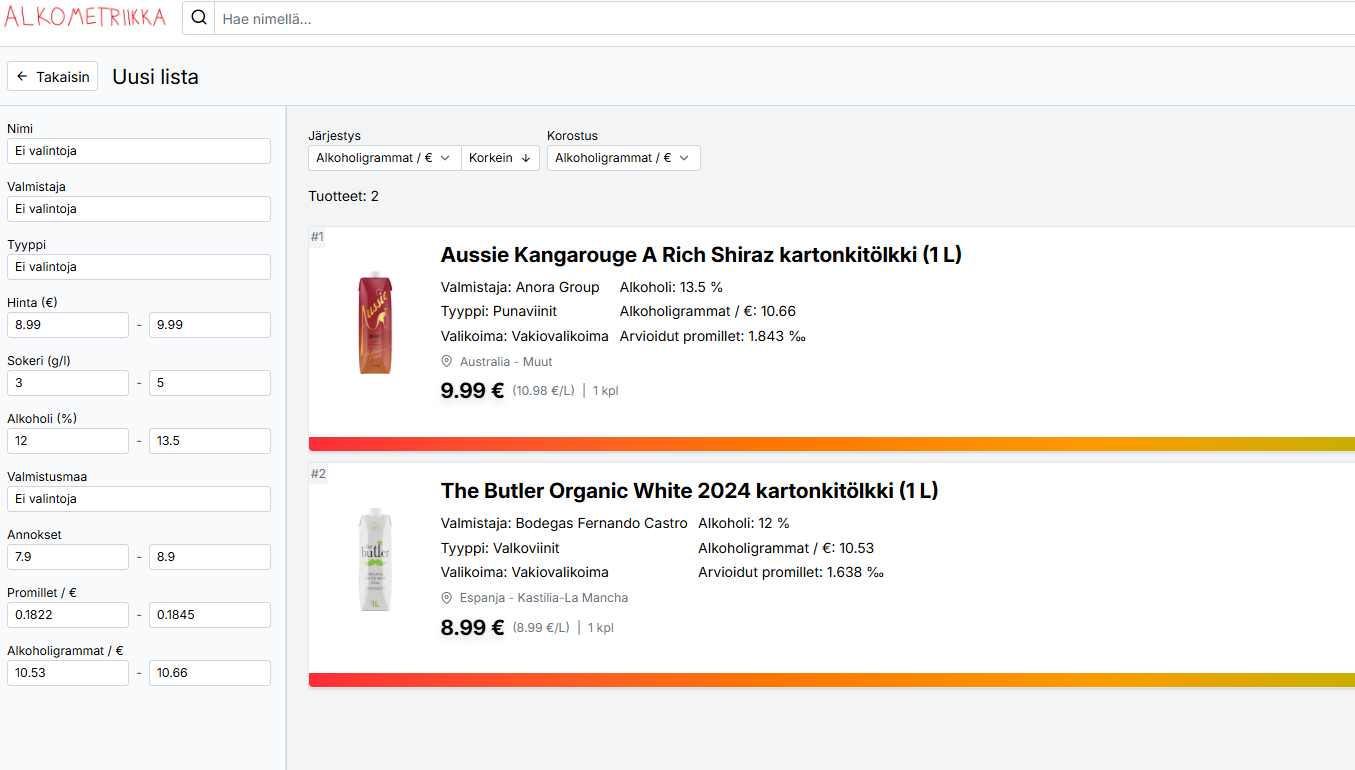 ALKOMETRIIKKA
Hae nimellä...
Takaisin
Uusi lista
Nimi
Ei valintoja
Valmistaja
Ei valintoja
Tyyppi
Ei valintoja
Hinta (€)
8.99 - 9.99
Sokeri (g/l)
3 - 5
Alkoholi (%)
12 - 13.5
Valmistusmaa
Ei valintoja
Annokset
7.9 - 8.9
Promillet / €
0.1822 - 0.1845
Alkoholigrammat / €
10.53 - 10.66
Järjestys
Alkoholigrammat / €
Korkein
Korostus
Alkoholigrammat / €
Tuotteet: 2
#1
Aussie
Aussie Kangarouge A Rich Shiraz kartonkitölkki (1 L)
Valmistaja: Anora Group Alkoholi: 13.5 %
Tyyppi: Punaviinit Alkoholigrammat / €: 10.66
Valikoima: Vakiovalikoima Arvioidut promillet: 1.843 ‰
Australia - Muut
9.99 € (10.98 €/L) | 1 kpl
#2
butler
1L
The Butler Organic White 2024 kartonkitölkki (1 L)
Valmistaja: Bodegas Fernando Castro Alkoholi: 12 %
Tyyppi: Valkoviinit Alkoholigrammat / €: 10.53
Valikoima: Vakiovalikoima Arvioidut promillet: 1.638 ‰
Espanja - Kastilia-La Mancha
8.99 € (8.99 €/L) | 1 kpl